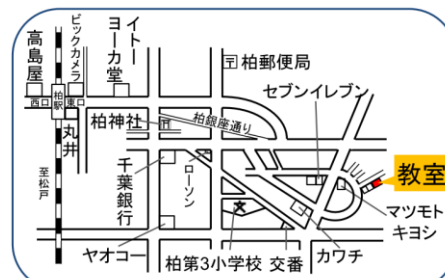 高島屋
ビックカメラ
イトーヨーカ堂
〒柏郵便局
セブンイレブン
西口
柏駅
東口
丸井
柏神社
柏銀座通り
至松戸
千葉銀行
ローソン
教室
マツモト
キヨシ
文
ヤオコー
柏第3小学校
交番
カワチ